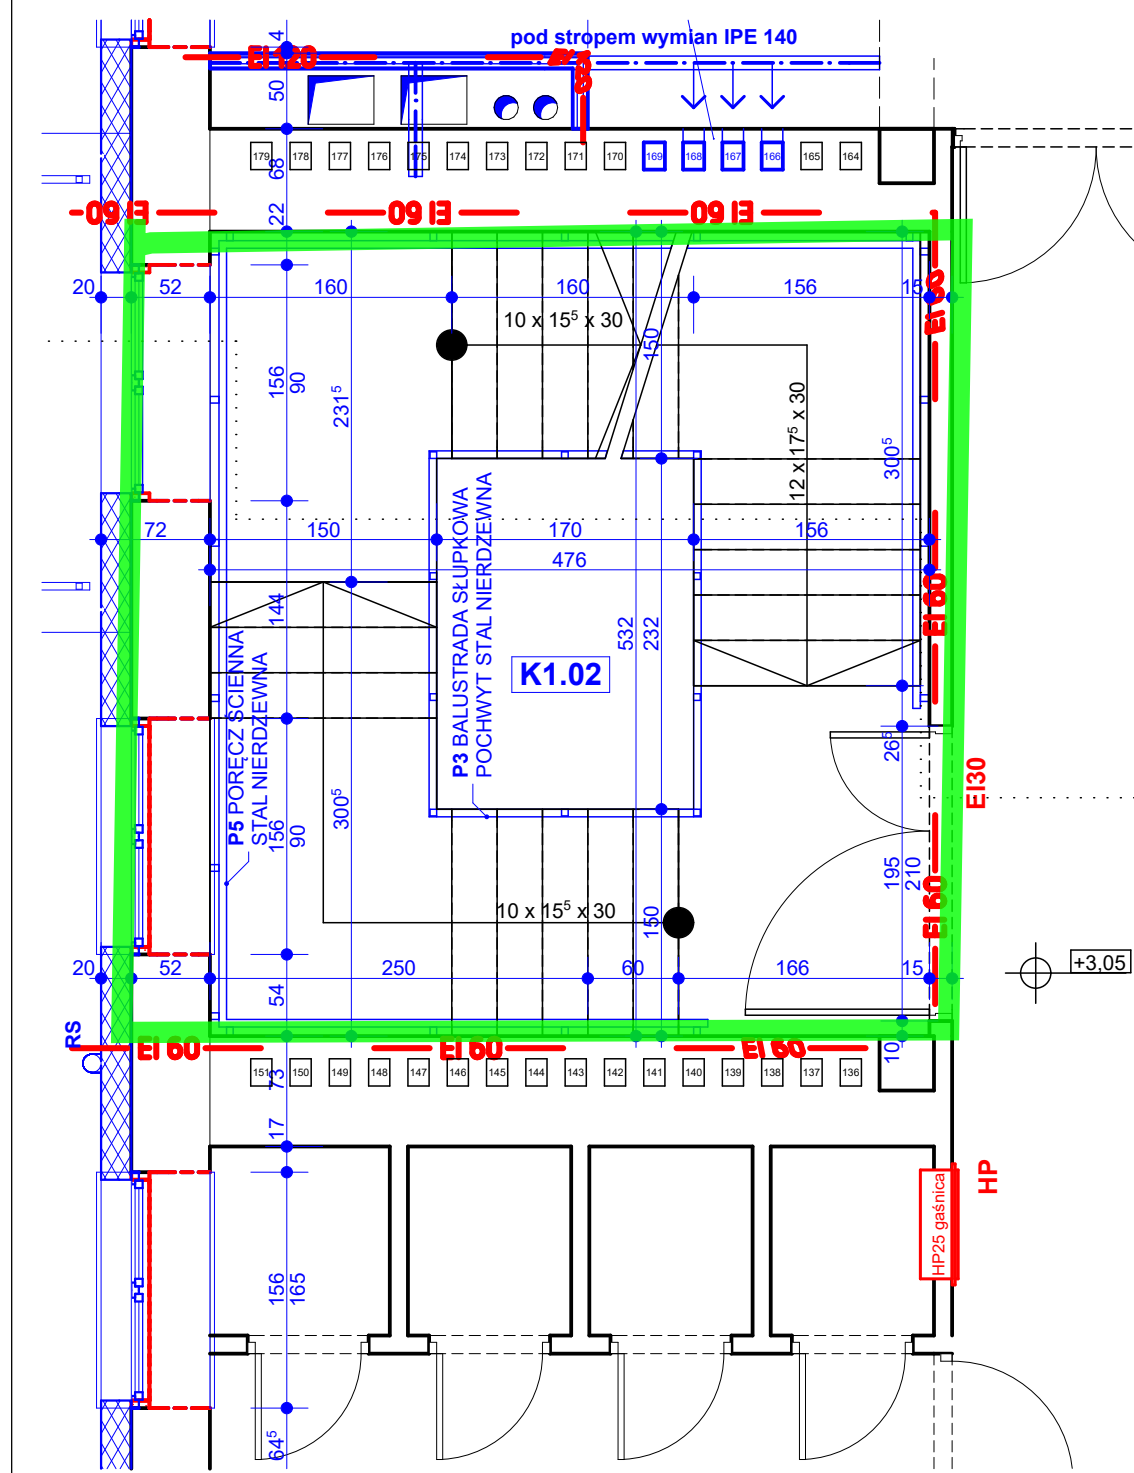 pod stropem wymian IPE 140
EI 120
4
50
179 178 177 176 175 174 173 172 171 170 169 168 167 166 165 164
68
22
EI 60 EI 60 EI 60
20 52 160 160 156 15
10 x 15⁵ x 30
150
EI 60
156
90
231⁵
12 x 17⁵ x 30
300⁵
72 150 170 156
476
144
532
232
K1.02
EI 60
P5 PORĘCZ ŚCIENNA
STAL NIERDZEWNA
P3 BALUSTRADA SŁUPKOWA
POCHWYT STAL NIERDZEWNA
26⁵
EI30
156
90
300⁵
195
210
EI 60
10 x 15⁵ x 30
150
20 52 250 60 166 15
+3,05
54
RS
EI 60 EI 60 EI 60
10
151 150 149 148 147 146 145 144 143 142 141 140 139 138 137 136
73
17
HP
HP25 gaśnica
156
165
64⁵